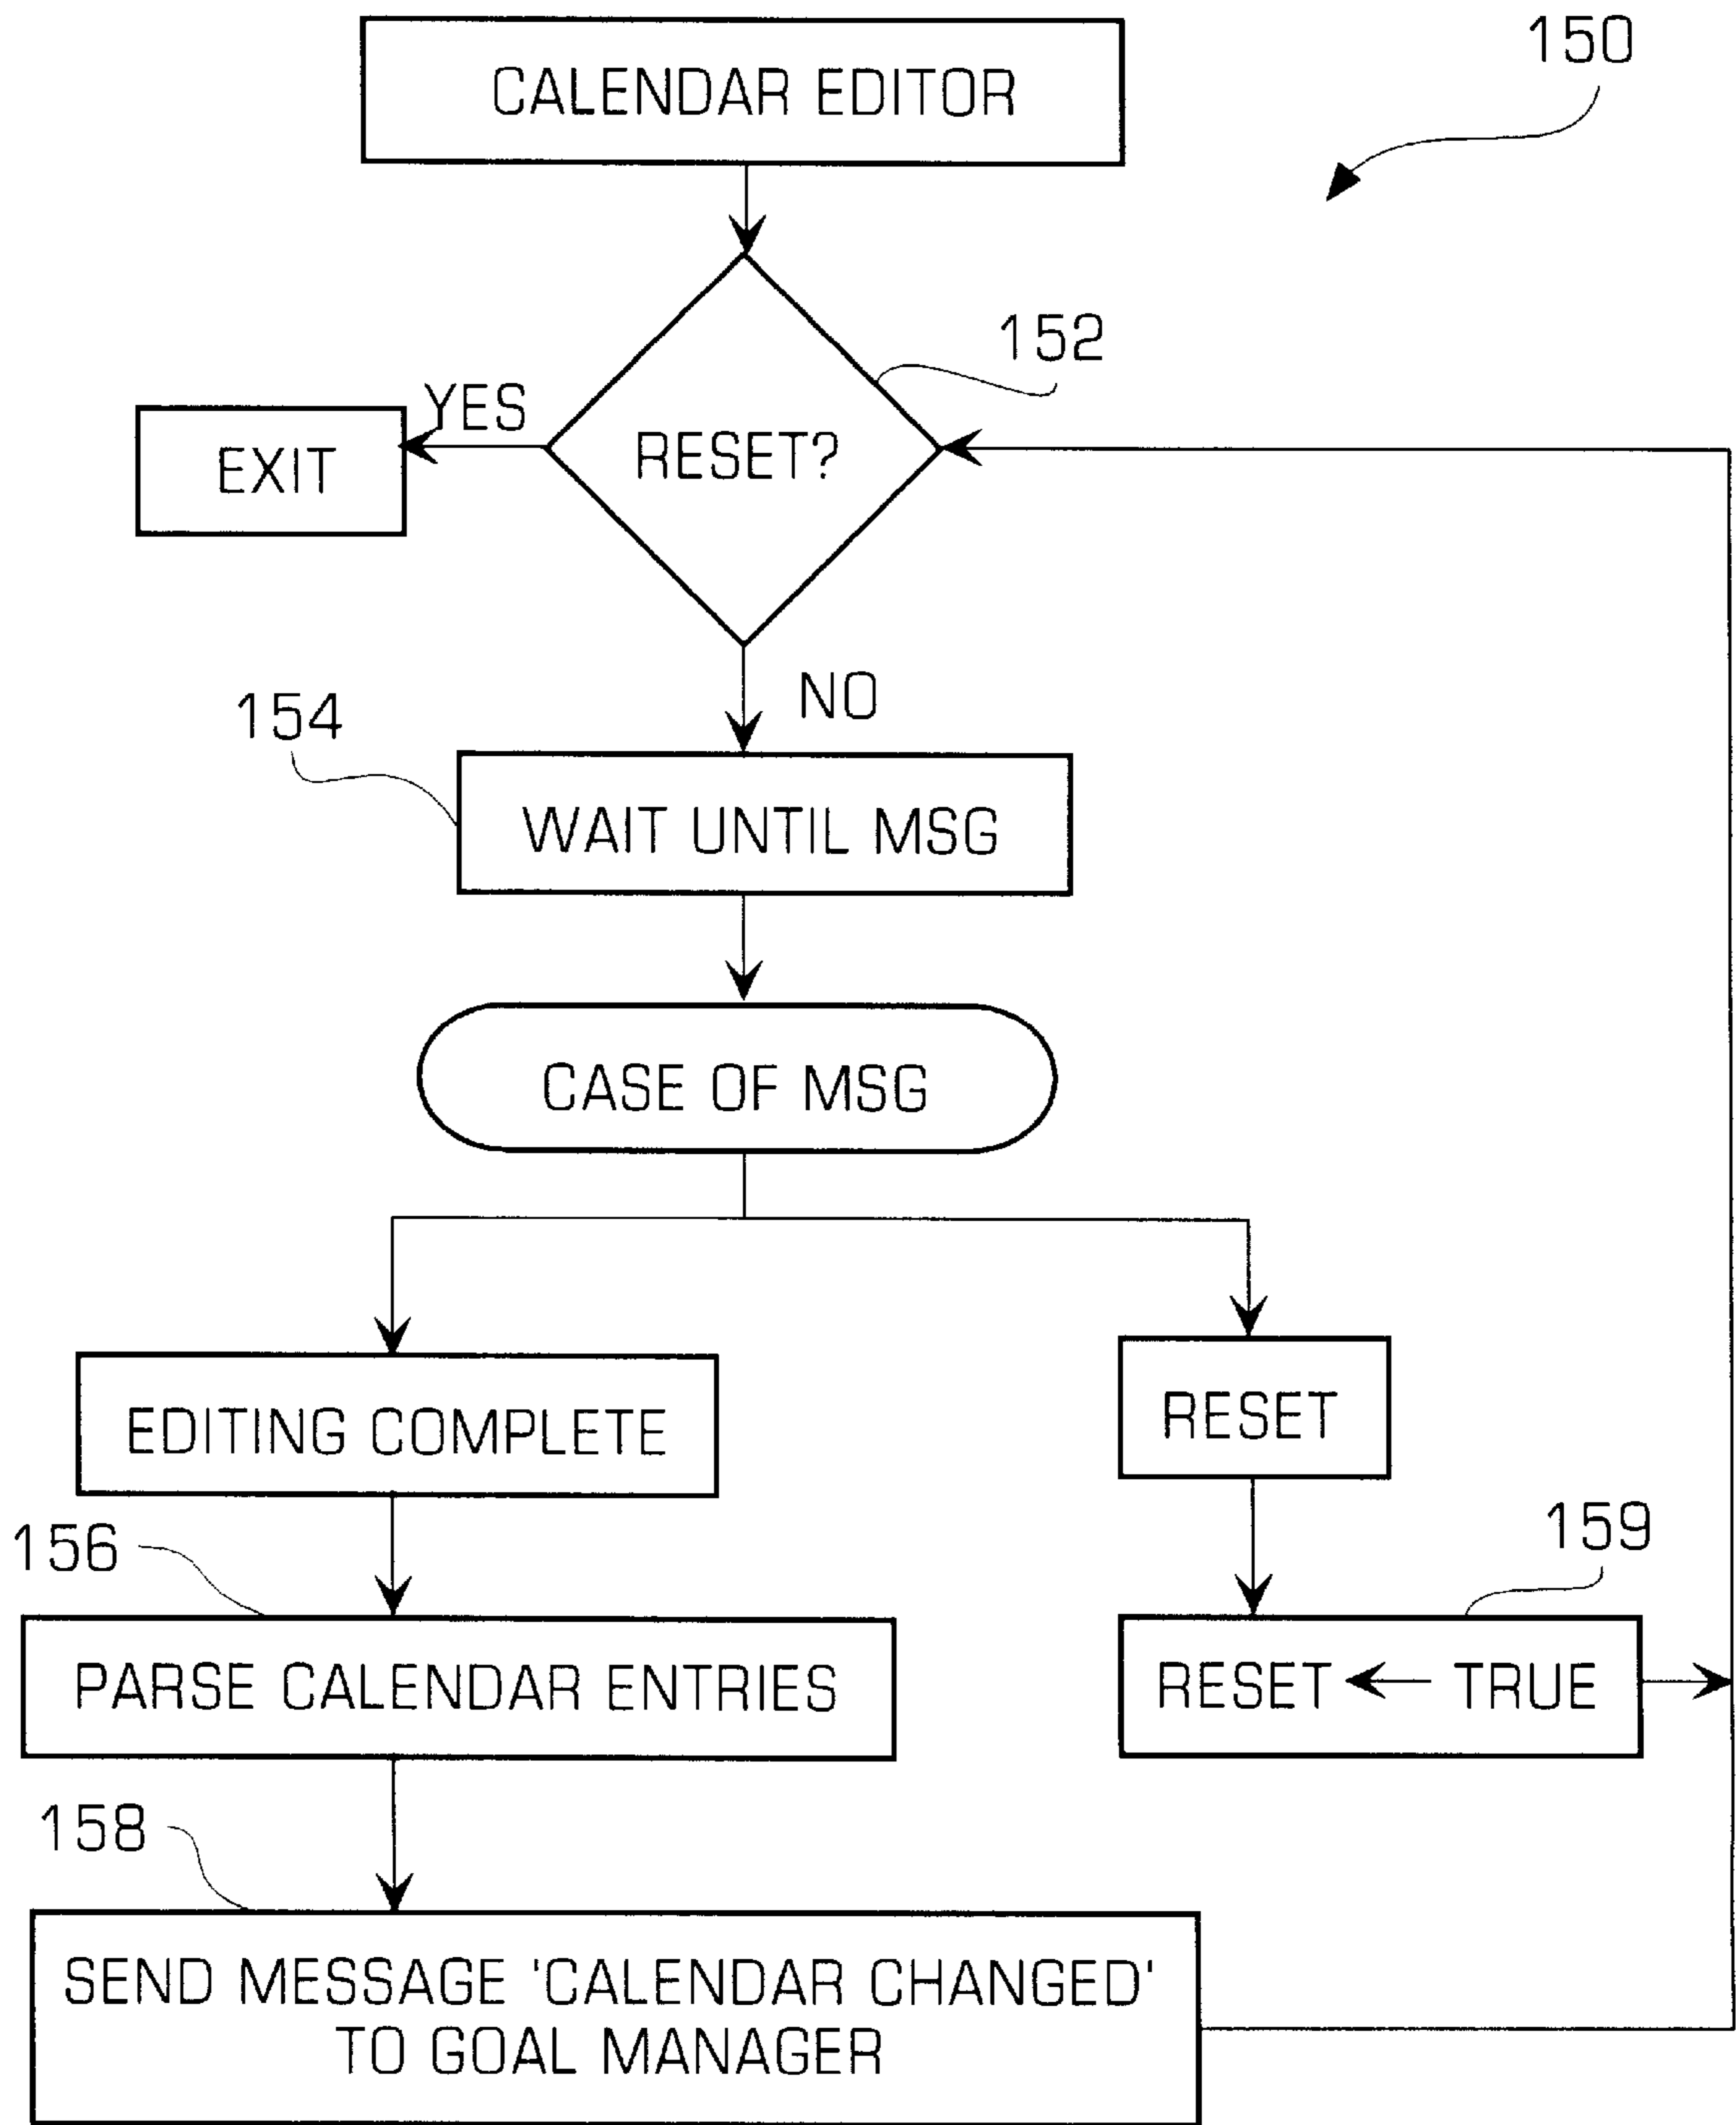 CALENDAR EDITOR
150
152
YES
EXIT
RESET?
NO
154
WAIT UNTIL MSG
CASE OF MSG
EDITING COMPLETE
RESET
156
159
PARSE CALENDAR ENTRIES
RESET ← TRUE
158
SEND MESSAGE 'CALENDAR CHANGED'
TO GOAL MANAGER